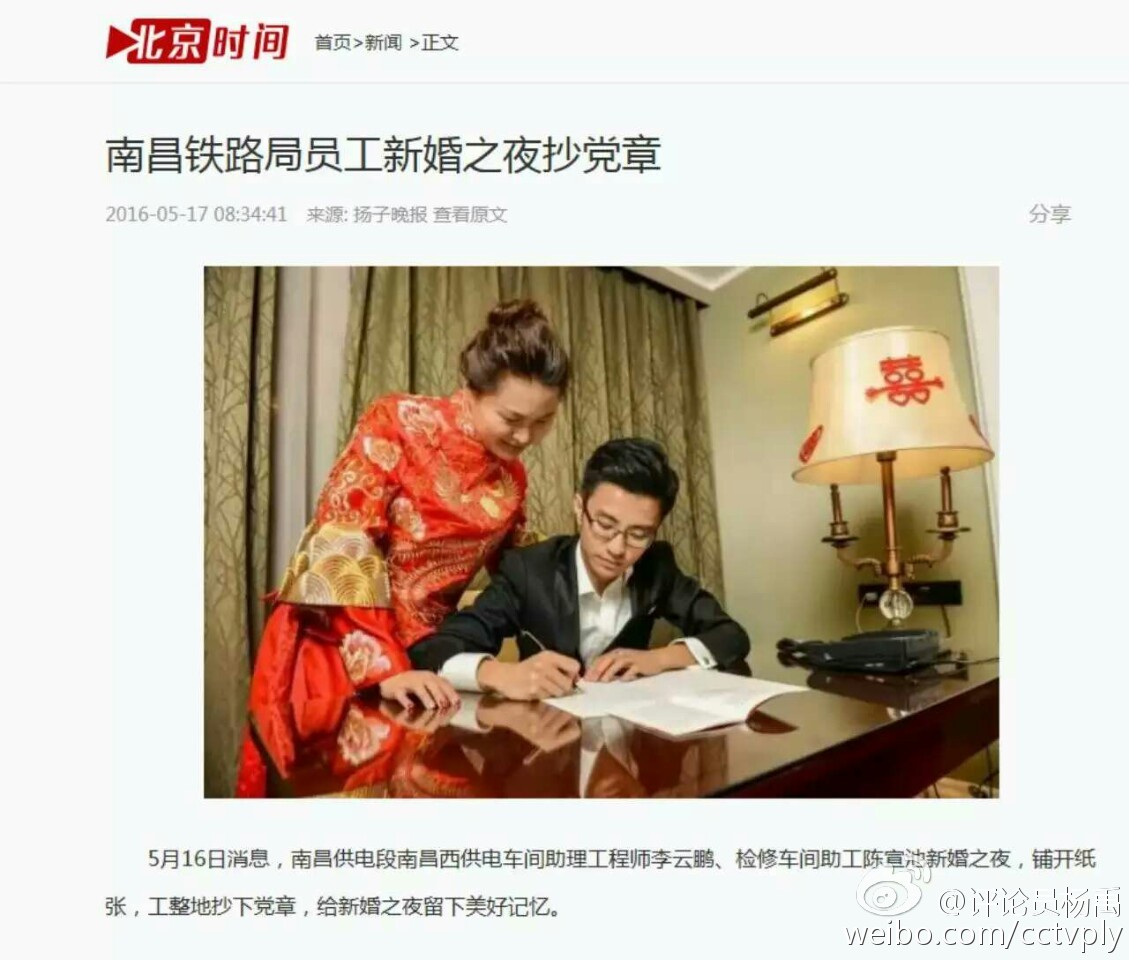 北京时间 首页>新闻 >正文
南昌铁路局员工新婚之夜抄党章
2016-05-17 08:34:41 来源: 扬子晚报 查看原文 分享
囍
5月16日消息，南昌供电段南昌西供电车间助理工程师李云鹏、检修车间助工陈宣池新婚之夜，铺开纸
张，工整地抄下党章，给新婚之夜留下美好记忆。
@评论员杨禹
weibo.com/cctvply